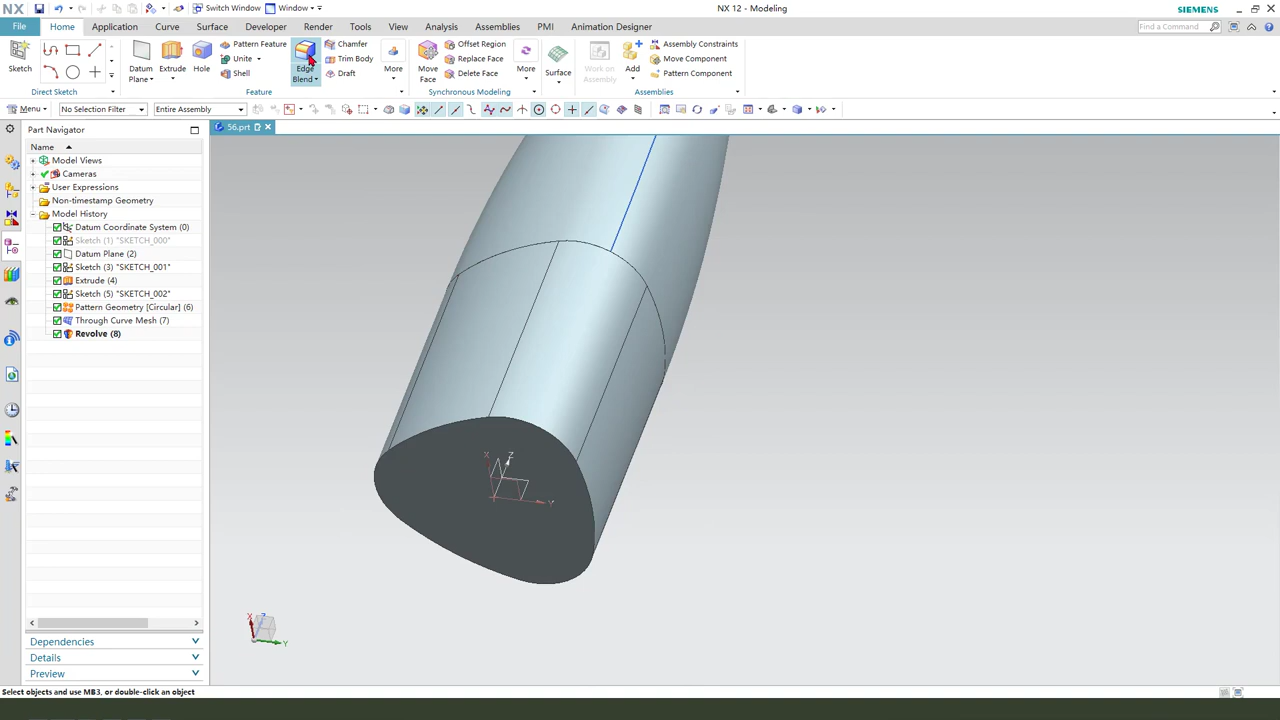 NX
Switch Window
Window
NX 12 - Modeling
SIEMENS
File
Home
Application
Curve
Surface
Developer
Render
Tools
View
Analysis
Assemblies
PMI
Animation Designer
Find a Command
Sketch
Direct Sketch
Datum Plane
Extrude
Hole
Pattern Feature
Unite
Shell
Edge Blend
Chamfer
Trim Body
Draft
More
Feature
Move Face
Offset Region
Replace Face
Delete Face
More
Synchronous Modeling
Surface
Work on Assembly
Add
Assembly Constraints
Move Component
Pattern Component
Assemblies
Menu
No Selection Filter
Entire Assembly
Part Navigator
56.prt
Name
Model Views
Cameras
User Expressions
Non-timestamp Geometry
Model History
Datum Coordinate System (0)
Sketch (1) "SKETCH_000"
Datum Plane (2)
Sketch (3) "SKETCH_001"
Extrude (4)
Sketch (5) "SKETCH_002"
Pattern Geometry [Circular] (6)
Through Curve Mesh (7)
Revolve (8)
X
Z
Y
X
Z
Y
Dependencies
Details
Preview
Select objects and use MB3, or double-click an object